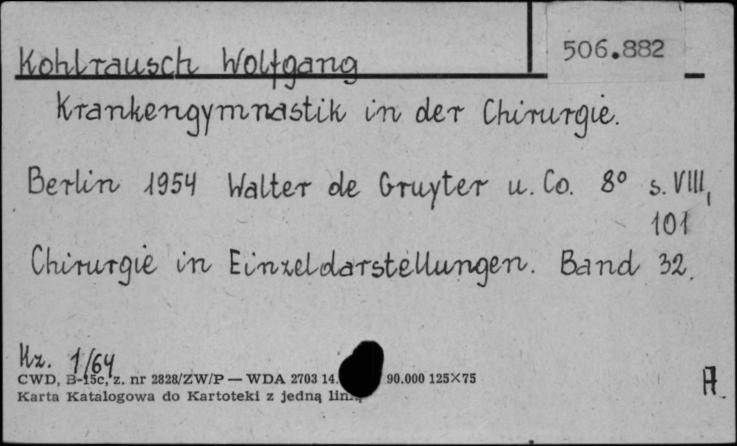 Kohlrausch Wolfgang 506.882
Krankengymnastik in der Chirurgie.
Berlin 1954 Walter de Gruyter u. Co. 8° s. VIII,
101
Chirurgie in Einzeldarstellungen. Band 32.
Kz. 1/64
CWD, B-15c, z. nr 2828/ZW/P — WDA 2703 14. 90.000 125×75
Karta Katalogowa do Kartoteki z jedną
A.